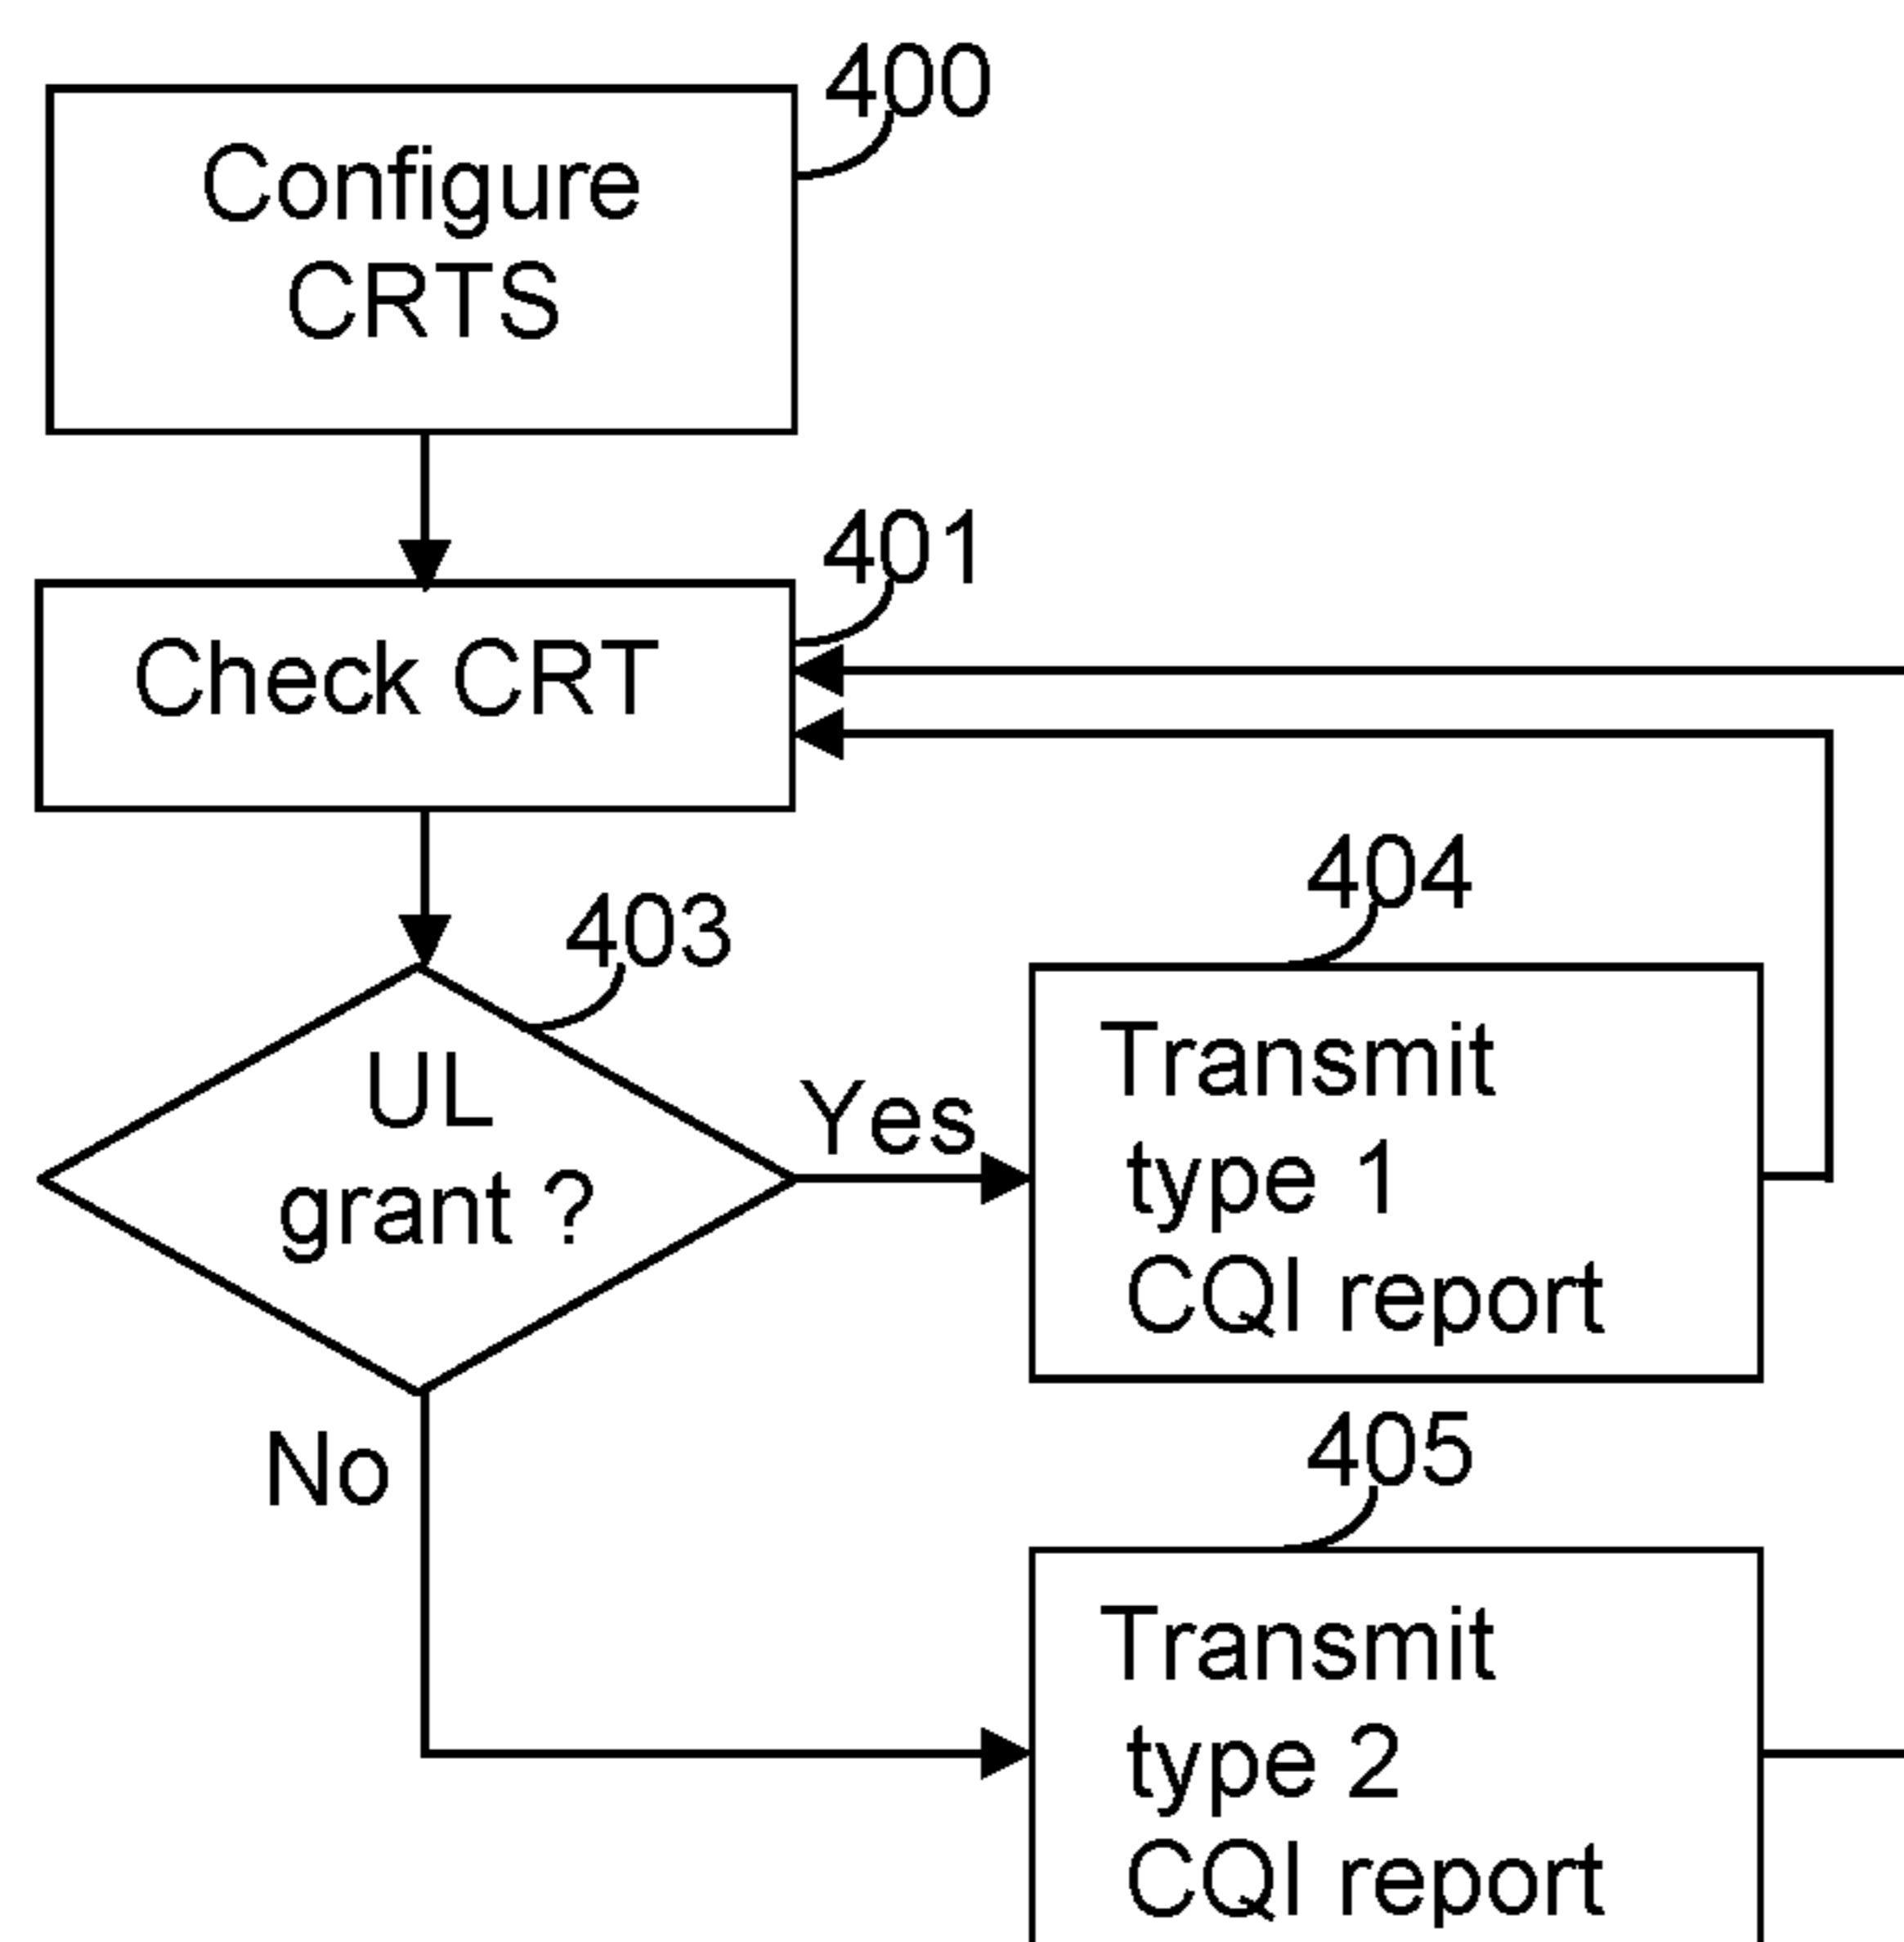 400
Configure
CRTS
401
Check CRT
403
UL
grant ?
Yes
No
404
Transmit
type 1
CQI report
405
Transmit
type 2
CQI report